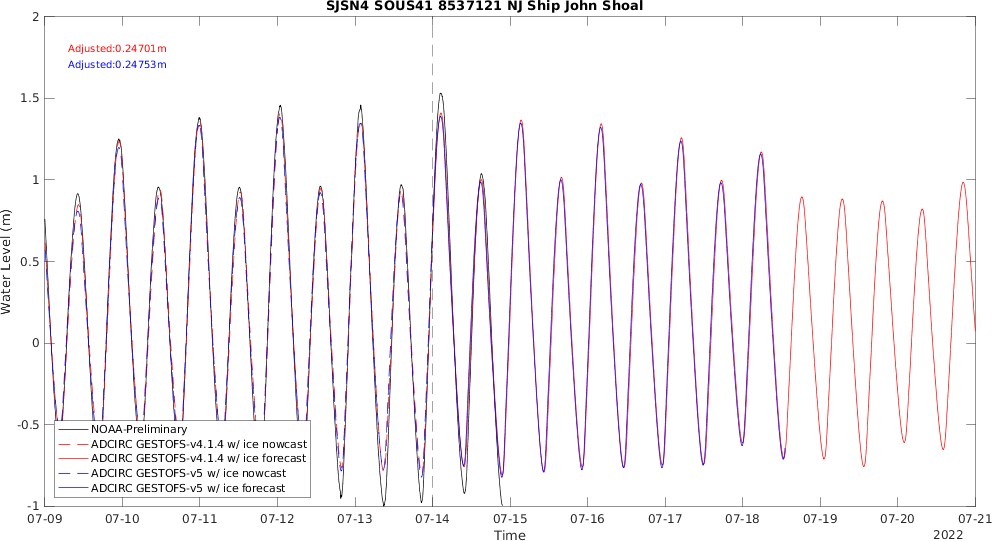 SJSN4 SOUS41 8537121 NJ Ship John Shoal
Adjusted:0.24701m
Adjusted:0.24753m
2
1.5
1
0.5
0
-0.5
-1
Water Level (m)
NOAA-Preliminary
ADCIRC GESTOFS-v4.1.4 w/ ice nowcast
ADCIRC GESTOFS-v4.1.4 w/ ice forecast
ADCIRC GESTOFS-v5 w/ ice nowcast
ADCIRC GESTOFS-v5 w/ ice forecast
07-09 07-10 07-11 07-12 07-13 07-14 07-15 07-16 07-17 07-18 07-19 07-20 07-21
Time
2022